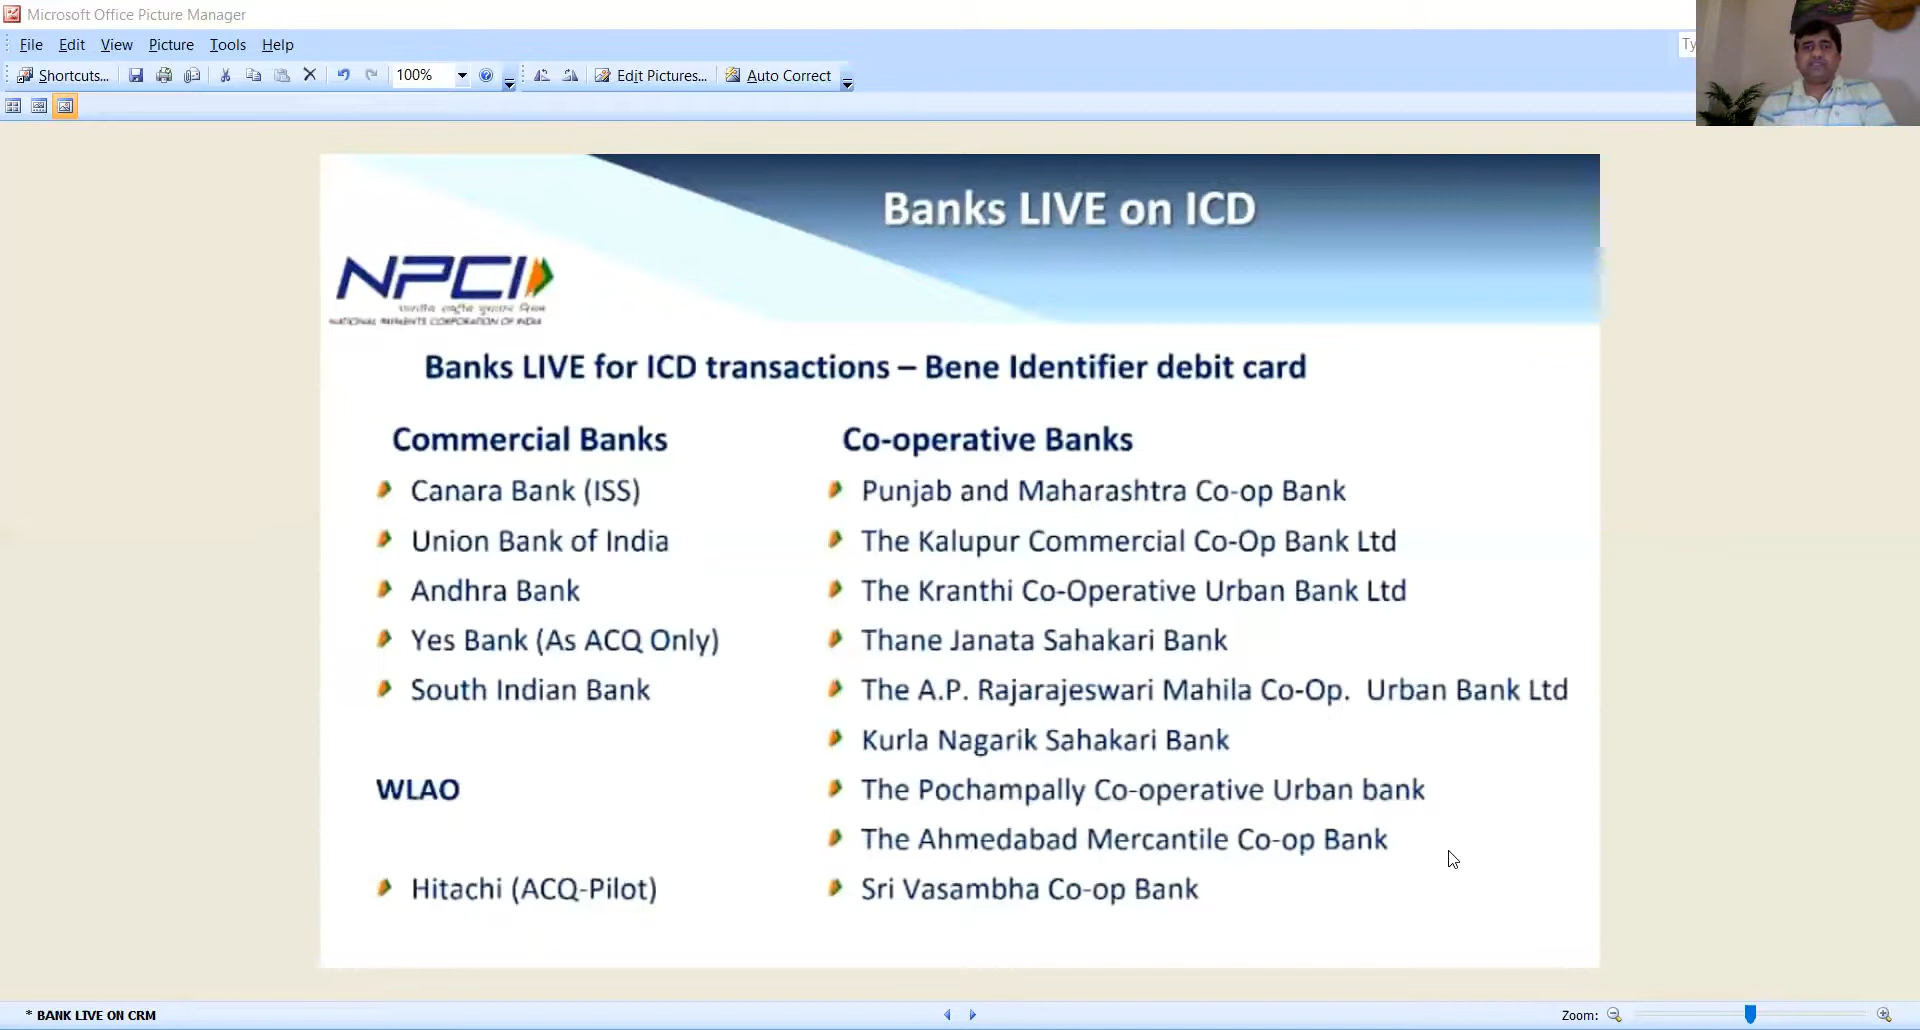 Microsoft Office Picture Manager
File Edit View Picture Tools Help
Ty
Shortcuts... 100% Edit Pictures... Auto Correct
Banks LIVE on ICD
NPCI
NATIONAL PAYMENTS CORPORATION OF INDIA
Banks LIVE for ICD transactions – Bene Identifier debit card
Commercial Banks
Canara Bank (ISS)
Union Bank of India
Andhra Bank
Yes Bank (As ACQ Only)
South Indian Bank
WLAO
Hitachi (ACQ-Pilot)
Co-operative Banks
Punjab and Maharashtra Co-op Bank
The Kalupur Commercial Co-Op Bank Ltd
The Kranthi Co-Operative Urban Bank Ltd
Thane Janata Sahakari Bank
The A.P. Rajarajeswari Mahila Co-Op. Urban Bank Ltd
Kurla Nagarik Sahakari Bank
The Pochampally Co-operative Urban bank
The Ahmedabad Mercantile Co-op Bank
Sri Vasambha Co-op Bank
* BANK LIVE ON CRM
Zoom: